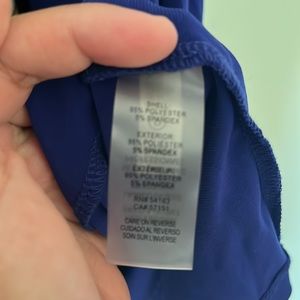 SHELL:
95% POLYESTER
5% SPANDEX
EXTERIOR:
95% POLYESTER
5% SPANDEX
EXTÉRIEUR:
95% POLYESTER
5% SPANDEX
CARE ON REVERSE
CUIDADO AL REVERSO
SOIN SUR L'INVERSE